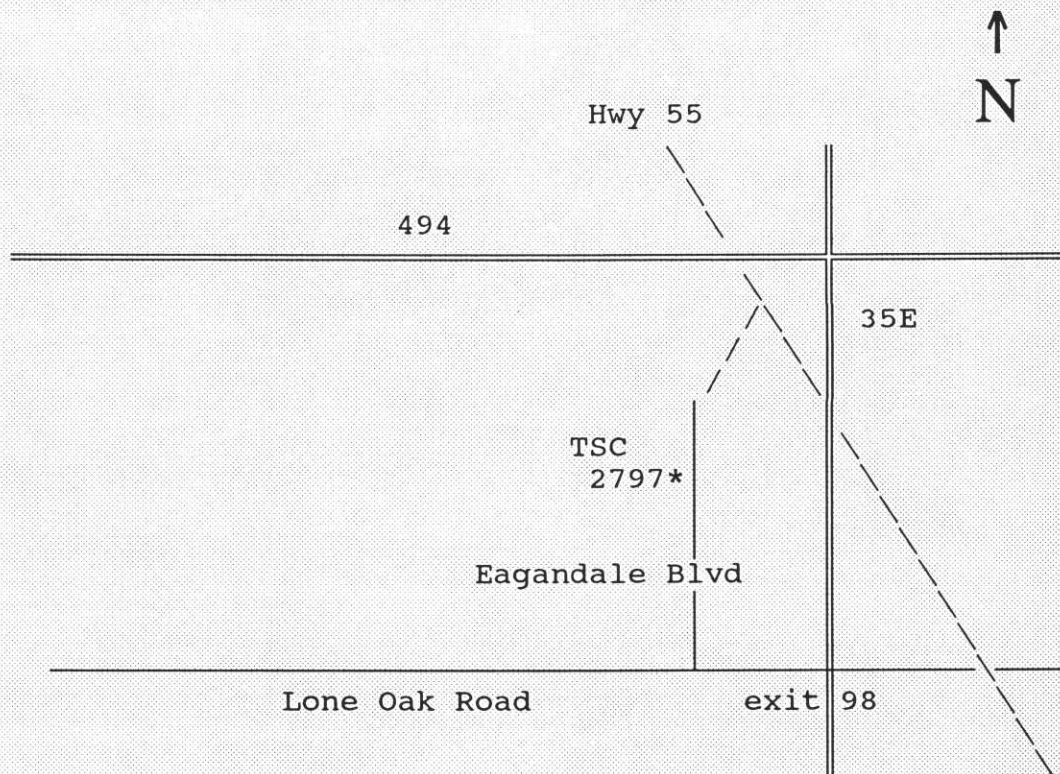 N
Hwy 55
494
35E
TSC
2797*
Eagandale Blvd
Lone Oak Road
exit 98